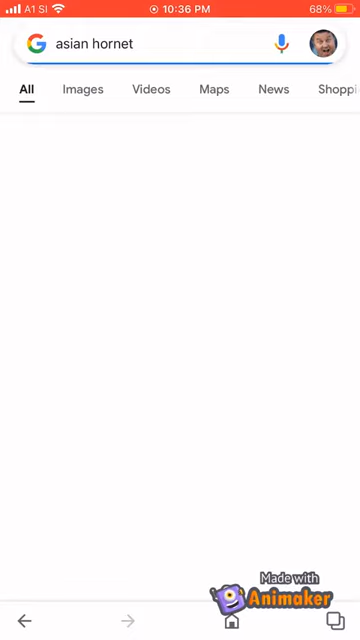 A1 SI 10:36 PM 68%
asian hornet
All Images Videos Maps News Shoppi
Made with
Animaker